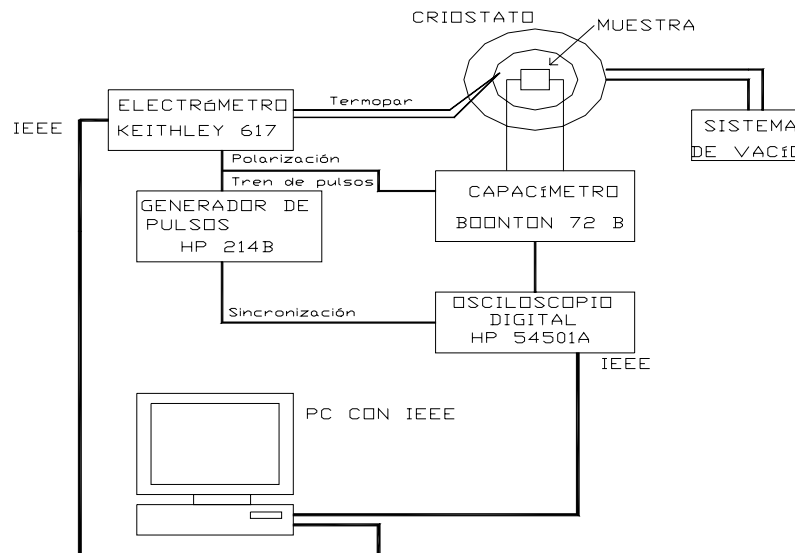 CRIOSTATO
MUESTRA
ELECTRóMETRO
KEITHLEY 617
Termopar
IEEE
SISTEMA
DE VACíO
Polarización
Tren de pulsos
GENERADOR DE
PULSOS
HP 214B
CAPACíMETRO
BOONTON 72 B
Sincronización
OSCILOSCOPIO
DIGITAL
HP 54501A
IEEE
PC CON IEEE